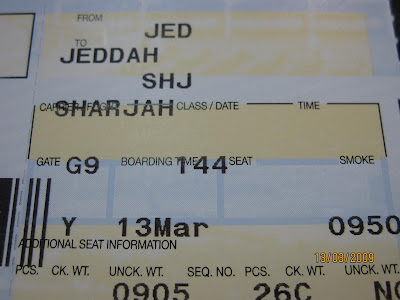 FROM JED
TO
JEDDAH
SHJ
SHARJAH
CARRIER / FLIGHT CLASS / DATE TIME
GATE G9 BOARDING TIME 144 SEAT SMOKE
Y 13Mar 0950
ADDITIONAL SEAT INFORMATION
13/03/2009
PCS. CK. WT. UNCK. WT. SEQ. NO. PCS. CK. WT. UNCK. WT.
0905 26C NO